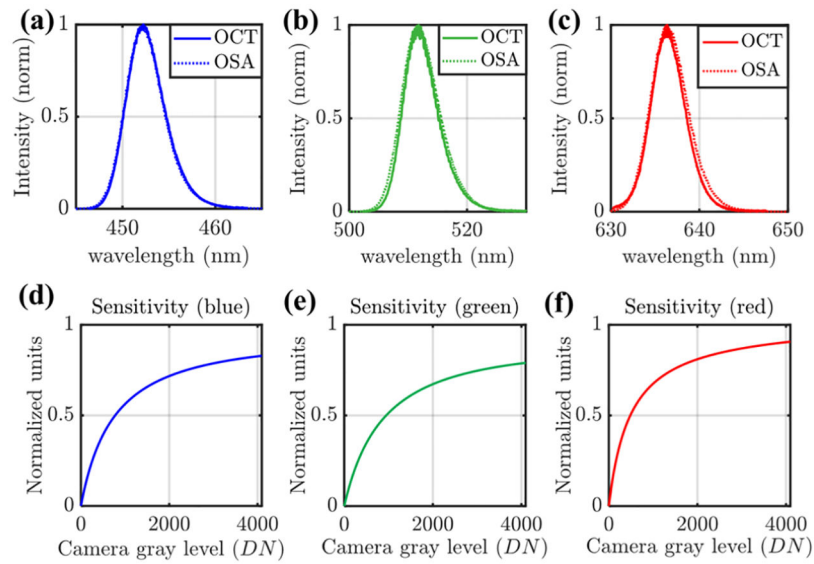 (a)
Intensity (norm)
1
0.5
0
OCT
OSA
450
460
wavelength (nm)
(b)
Intensity (norm)
1
0.5
0
OCT
OSA
500
520
wavelength (nm)
(c)
Intensity (norm)
1
0.5
0
OCT
OSA
630
640
650
wavelength (nm)
(d)
Sensitivity (blue)
Normalized units
1
0.5
0
0
2000
4000
Camera gray level (DN)
(e)
Sensitivity (green)
Normalized units
1
0.5
0
0
2000
4000
Camera gray level (DN)
(f)
Sensitivity (red)
Normalized units
1
0.5
0
0
2000
4000
Camera gray level (DN)